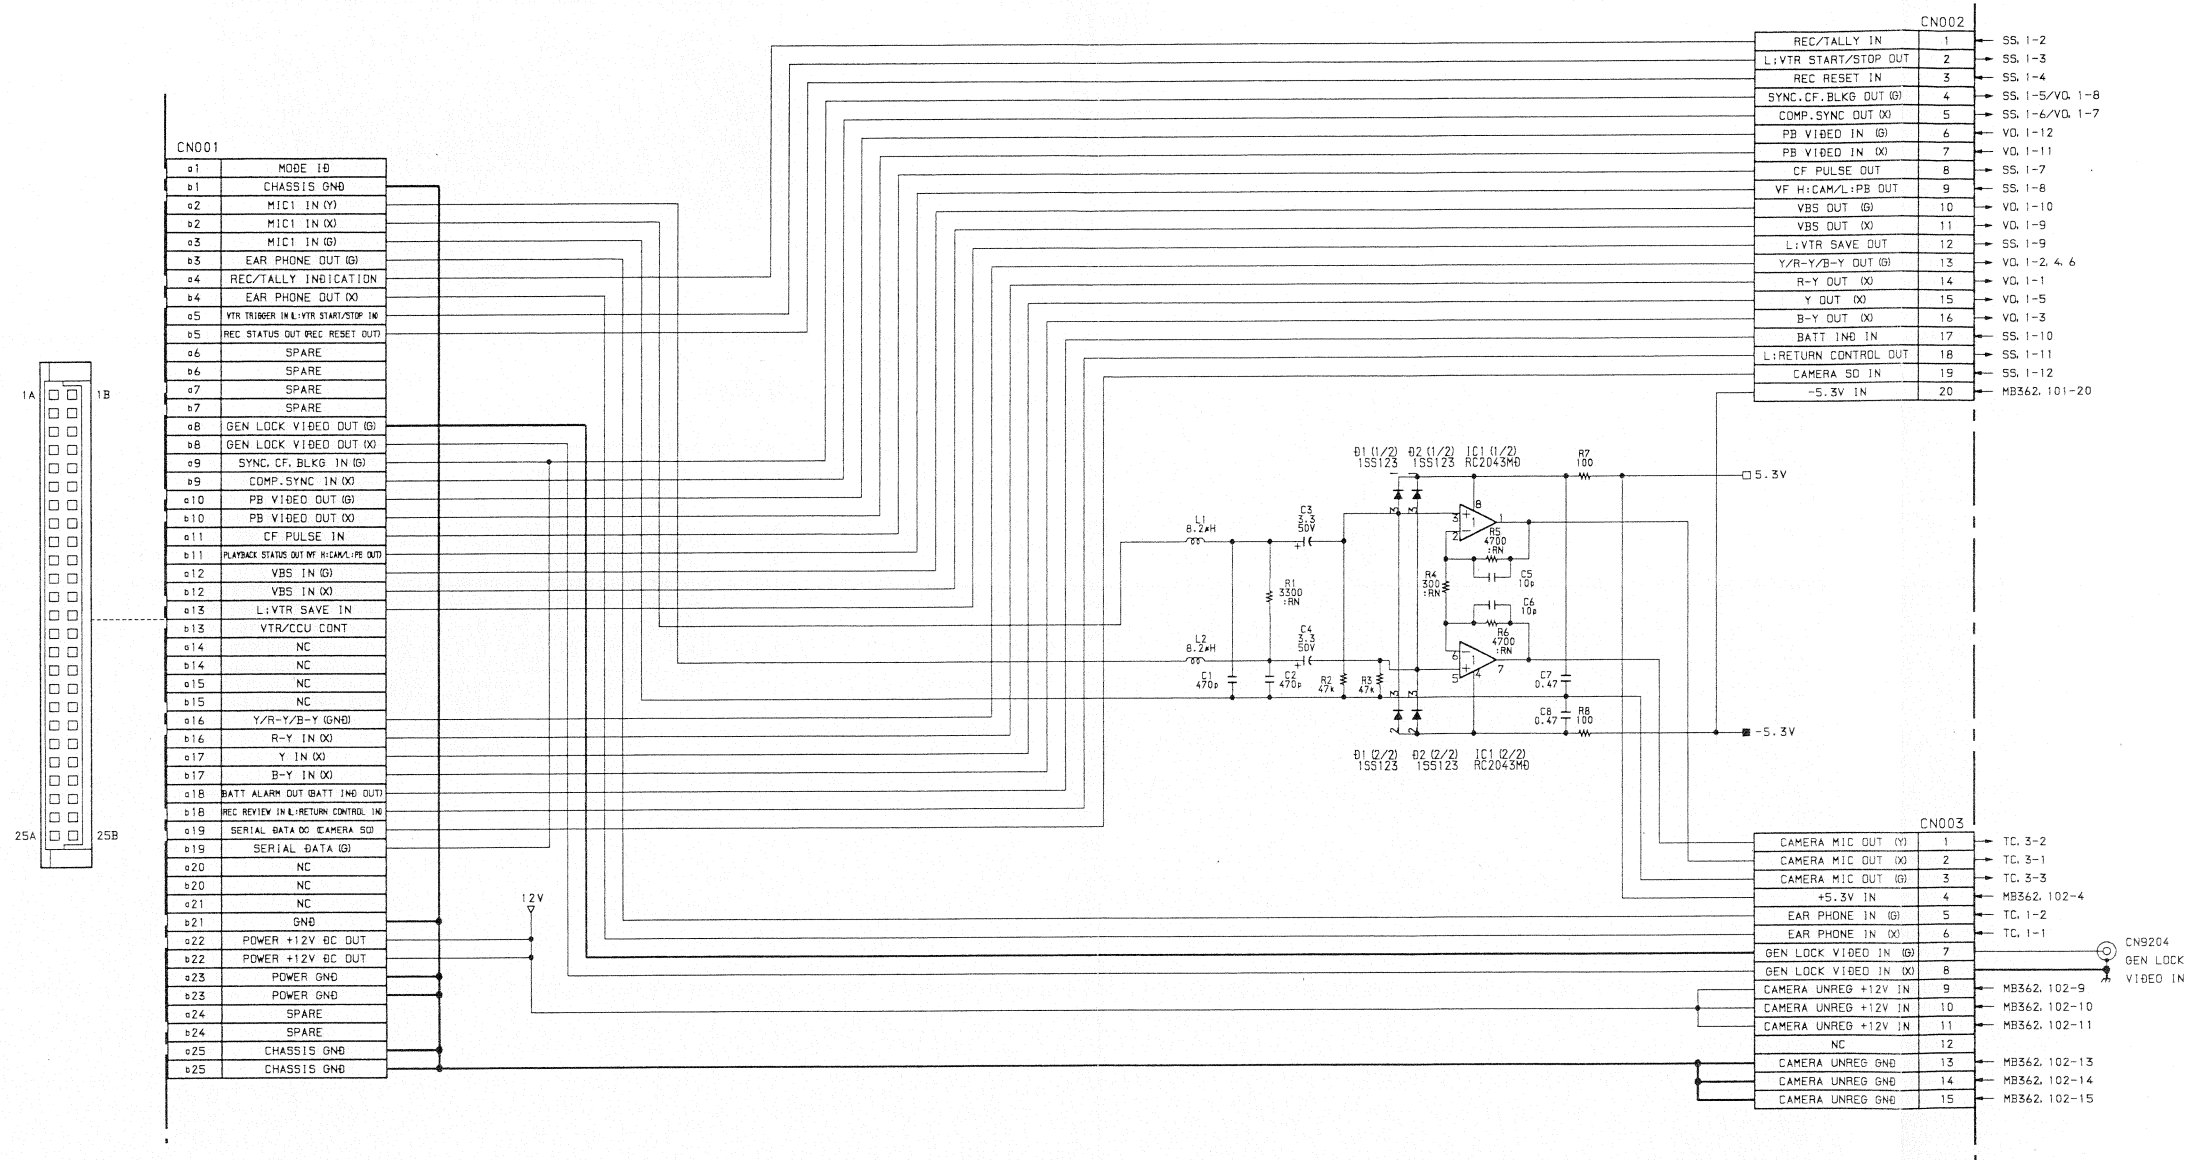 CN001
a1 MODE ID
b1 CHASSIS GND
a2 MIC1 IN (Y)
b2 MIC1 IN (X)
a3 MIC1 IN (G)
b3 EAR PHONE OUT (G)
a4 REC/TALLY INDICATION
b4 EAR PHONE OUT (X)
a5 VTR TRIGGER IN (L:VTR START/STOP IN)
b5 REC STATUS OUT (REC RESET OUT)
a6 SPARE
b6 SPARE
a7 SPARE
b7 SPARE
a8 GEN LOCK VIDEO OUT (G)
b8 GEN LOCK VIDEO OUT (X)
a9 SYNC. CF. BLKG IN (G)
b9 COMP.SYNC IN (X)
a10 PB VIDEO OUT (G)
b10 PB VIDEO OUT (X)
a11 CF PULSE IN
b11 PLAYBACK STATUS OUT (VF H:CAM/L:PB OUT)
a12 VBS IN (G)
b12 VBS IN (X)
a13 L:VTR SAVE IN
b13 VTR/CCU CONT
a14 NC
b14 NC
a15 NC
b15 NC
a16 Y/R-Y/B-Y (GND)
b16 R-Y IN (X)
a17 Y IN (X)
b17 B-Y IN (X)
a18 BATT ALARM OUT (BATT IND OUT)
b18 REC REVIEW IN (L:RETURN CONTROL IN)
a19 SERIAL DATA (X) (CAMERA SD)
b19 SERIAL DATA (G)
a20 NC
b20 NC
a21 NC
b21 GND
a22 POWER +12V DC OUT
b22 POWER +12V DC OUT
a23 POWER GND
b23 POWER GND
a24 SPARE
b24 SPARE
a25 CHASSIS GND
b25 CHASSIS GND
1A 1B
25A 25B
12V
CN002
REC/TALLY IN 1 SS, 1-2
L:VTR START/STOP OUT 2 SS, 1-3
REC RESET IN 3 SS, 1-4
SYNC.CF.BLKG OUT (G) 4 SS, 1-5/VO, 1-8
COMP.SYNC OUT (X) 5 SS, 1-6/VO, 1-7
PB VIDEO IN (G) 6 VO, 1-12
PB VIDEO IN (X) 7 VO, 1-11
CF PULSE OUT 8 SS, 1-7
VF H:CAM/L:PB OUT 9 SS, 1-8
VBS OUT (G) 10 VO, 1-10
VBS OUT (X) 11 VO, 1-9
L:VTR SAVE OUT 12 SS, 1-9
Y/R-Y/B-Y OUT (G) 13 VO, 1-2, 4, 6
R-Y OUT (X) 14 VO, 1-1
Y OUT (X) 15 VO, 1-5
B-Y OUT (X) 16 VO, 1-3
BATT IND IN 17 SS, 1-10
L:RETURN CONTROL OUT 18 SS, 1-11
CAMERA SD IN 19 SS, 1-12
-5.3V IN 20 MB362, 101-20
D1 (1/2) D2 (1/2) IC1 (1/2)
1SS123 1SS123 RC2043MD
R7
100
5.3V
L1
8.2μH
C3
3.3
50V
3 3
3 + 1 8 1
2 -
R5
4700
:RN
R1
3300
:RN
R4
300
:RN
C5
10p
C6
10p
L2
8.2μH
C4
3.3
50V
R6
4700
:RN
6 - 1 7
5 + 4
C1
470p
C2
470p
R2
47k
R3
47k
C7
0.47
3 3
2 2
C8
0.47
R8
100
-5.3V
D1 (2/2) D2 (2/2) IC1 (2/2)
1SS123 1SS123 RC2043MD
CN003
CAMERA MIC OUT (Y) 1 TC, 3-2
CAMERA MIC OUT (X) 2 TC, 3-1
CAMERA MIC OUT (G) 3 TC, 3-3
+5.3V IN 4 MB362, 102-4
EAR PHONE IN (G) 5 TC, 1-2
EAR PHONE IN (X) 6 TC, 1-1
GEN LOCK VIDEO IN (G) 7
GEN LOCK VIDEO IN (X) 8
CAMERA UNREG +12V IN 9 MB362, 102-9
CAMERA UNREG +12V IN 10 MB362, 102-10
CAMERA UNREG +12V IN 11 MB362, 102-11
NC 12
CAMERA UNREG GND 13 MB362, 102-13
CAMERA UNREG GND 14 MB362, 102-14
CAMERA UNREG GND 15 MB362, 102-15
CN9204
GEN LOCK
VIDEO IN